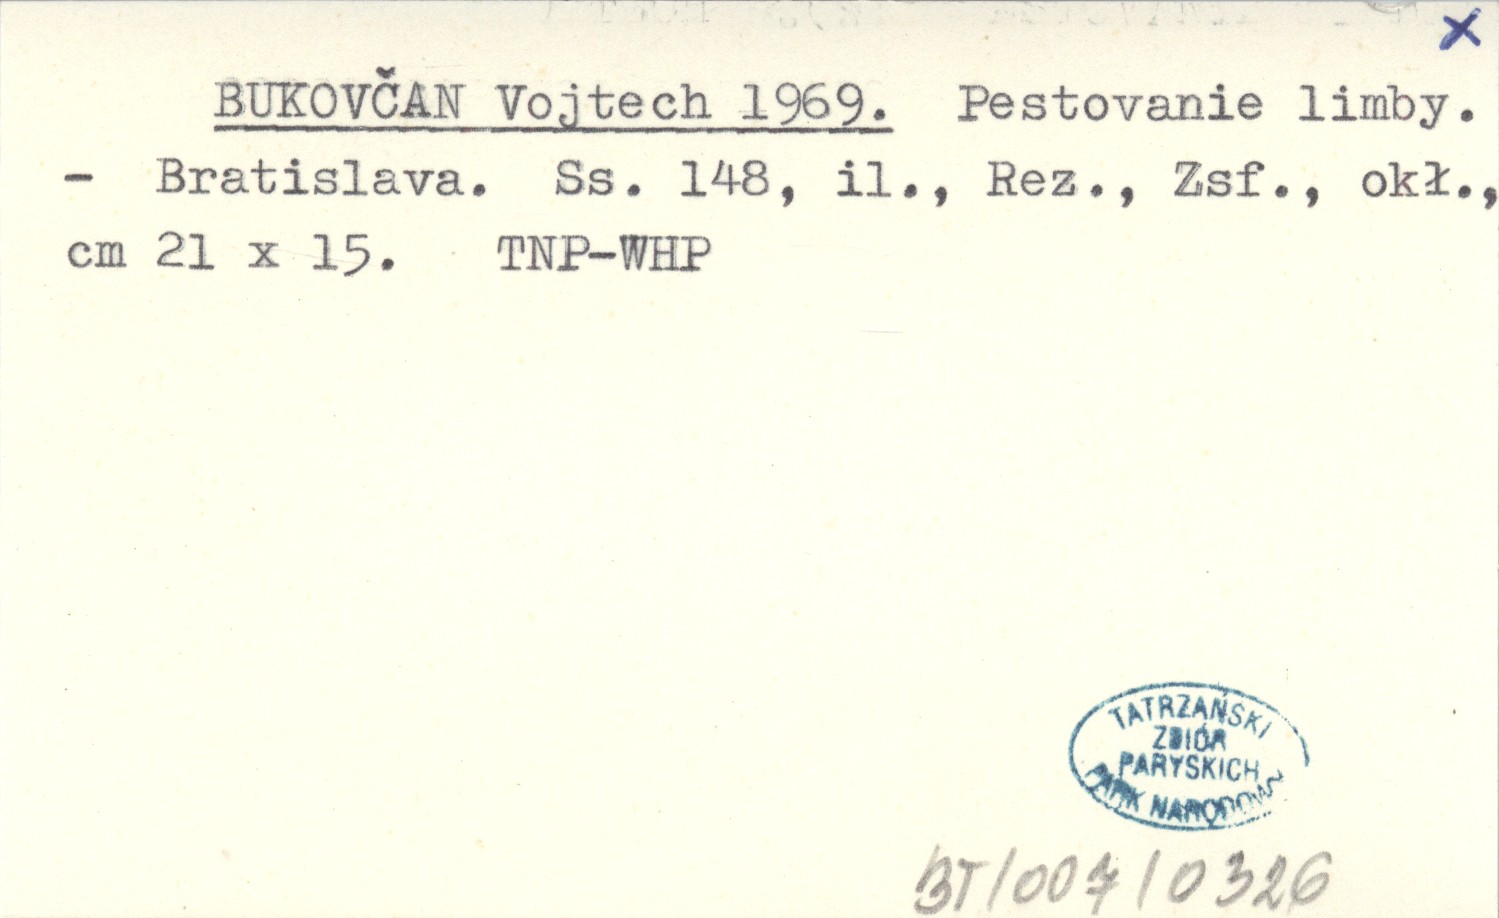 x
BUKOVČAN Vojtech 1969. Pestovanie limby.
- Bratislava. Ss. 148, il., Rez., Zsf., okł.,
cm 21 x 15. TNP-WHP
TATRZAŃSKI
ZBIÓR
PARYSKICH
PARK NARODOWY
BT/007/0326